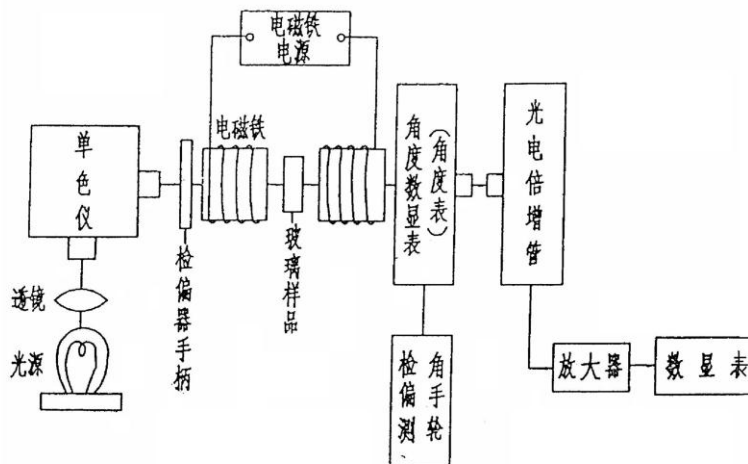 电磁铁
电源
单色仪
电磁铁
检偏器手柄
玻璃样品
角度数显表
（角度表）
光电倍增管
透镜
光源
检偏测
角手轮
放大器
数显表